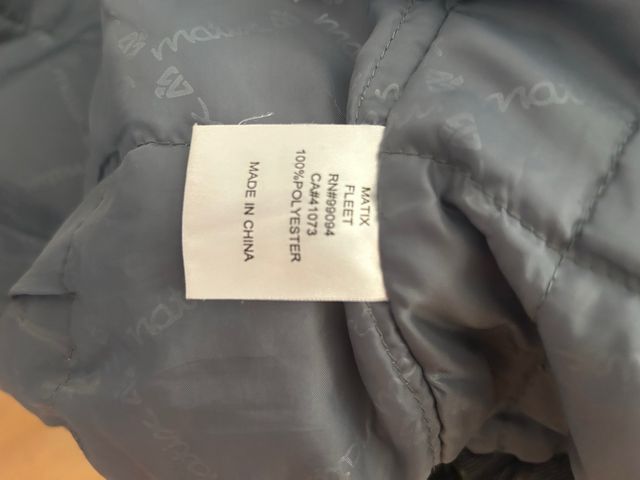 MATIX
FLEET
RN#99094
CA#41073
100%POLYESTER
MADE IN CHINA